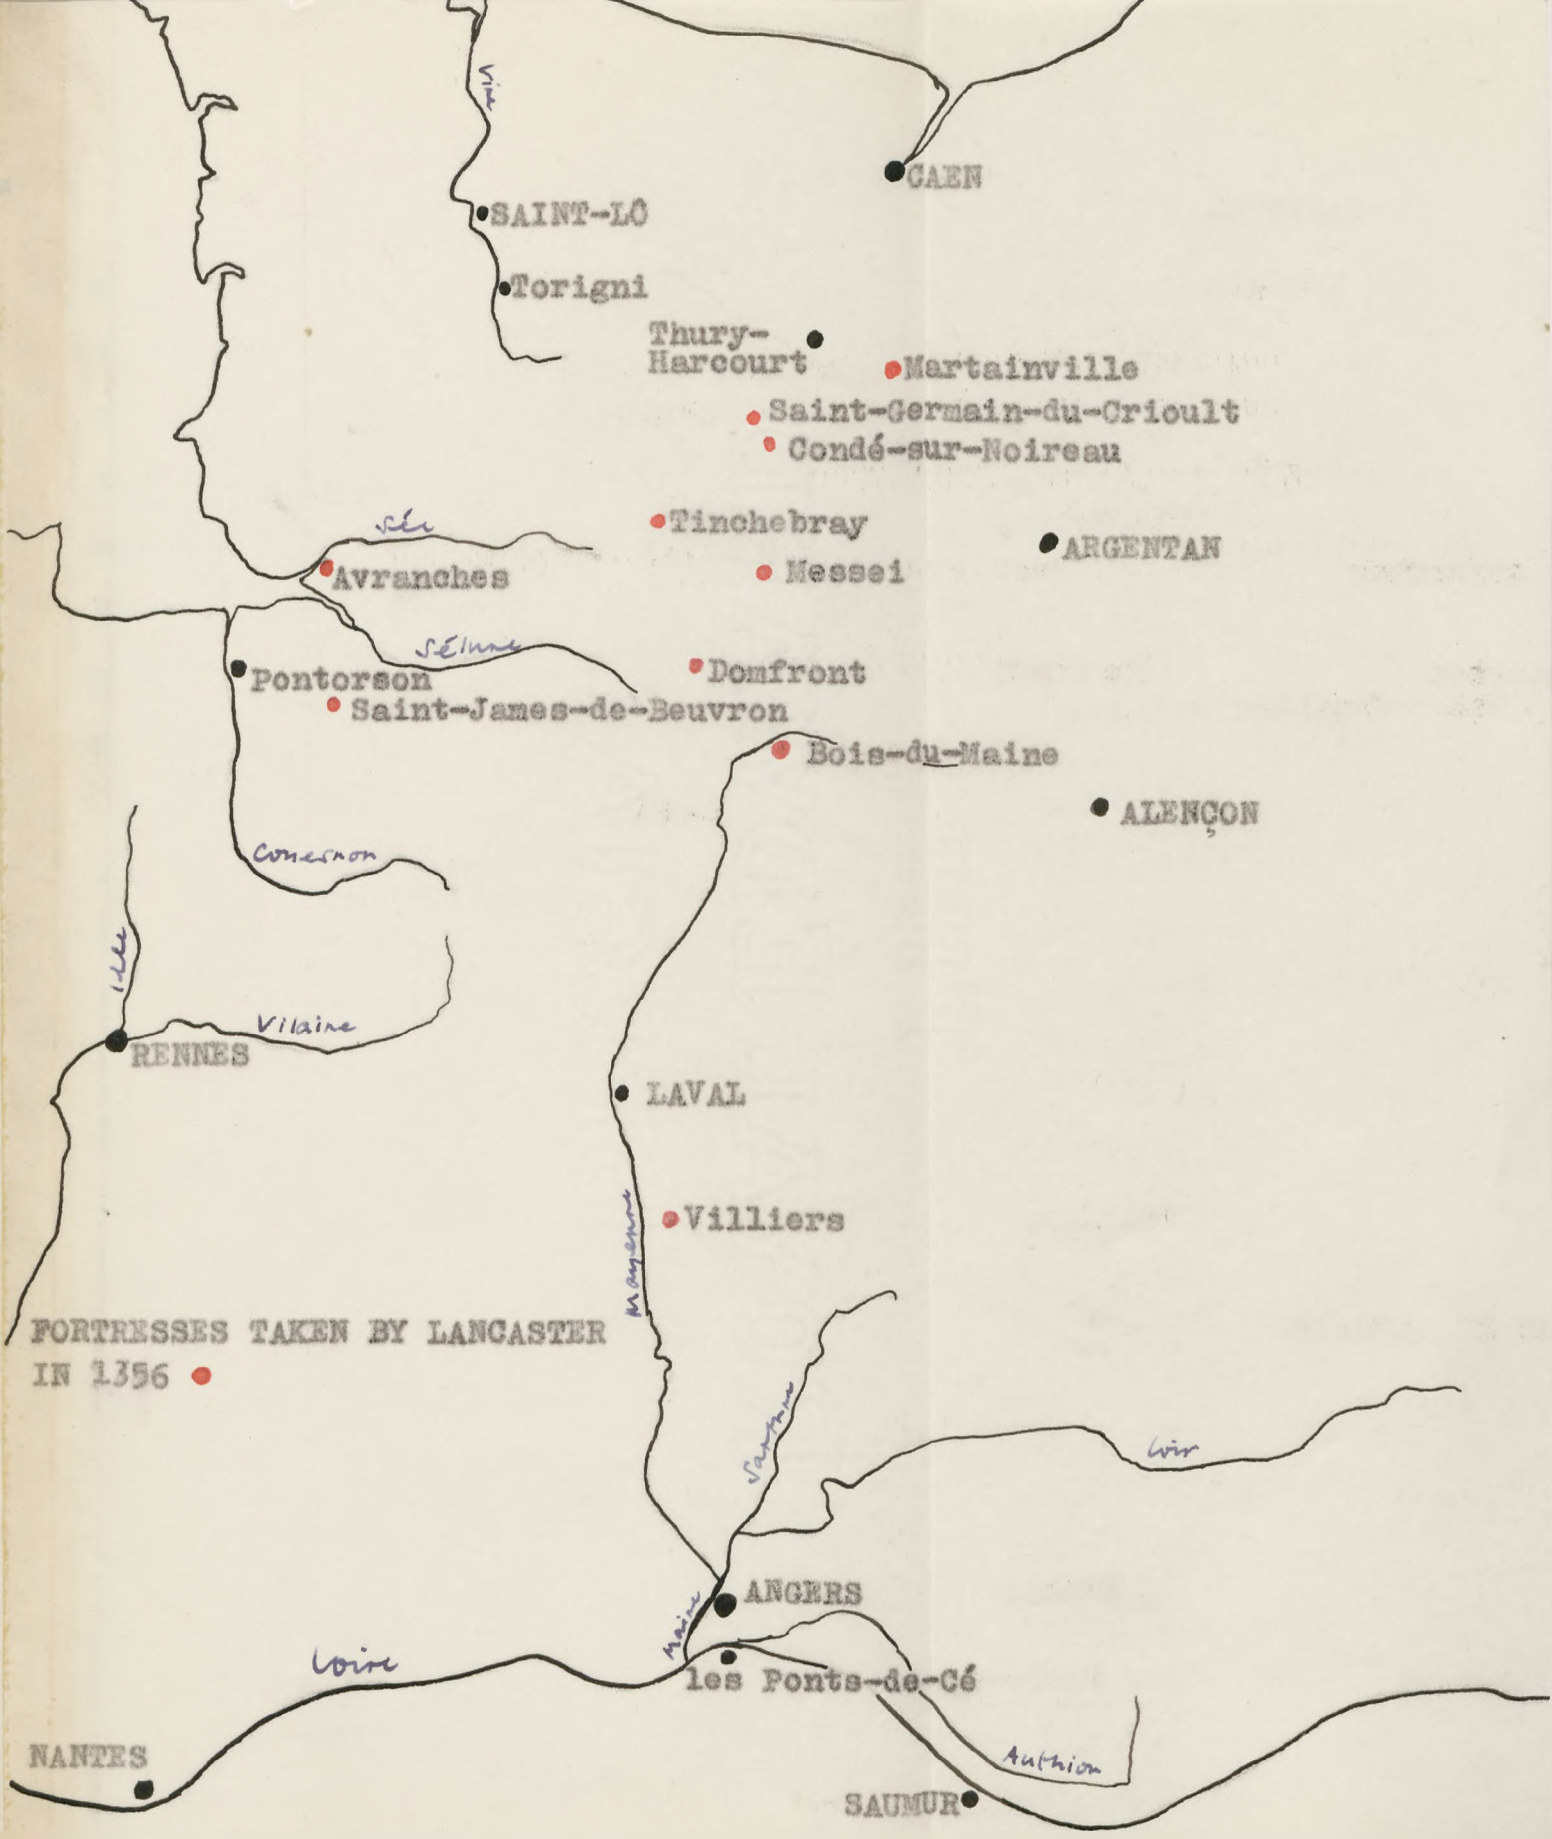 Vire
CAEN
SAINT-LÔ
Torigni
Thury-
Harcourt
Martainville
Saint-Germain-du-Crioult
Condé-sur-Noireau
Sée
Tinchebray
ARGENTAN
Avranches
Messei
Sélune
Domfront
Pontorson
Saint-James-de-Beuvron
Bois-du-Maine
ALENÇON
Couesnon
Ille
Vilaine
RENNES
LAVAL
Mayenne
Villiers
FORTRESSES TAKEN BY LANCASTER
IN 1356
Sarthe
Loir
ANGERS
Maine
Loire
les Ponts-de-Cé
NANTES
Authion
SAUMUR